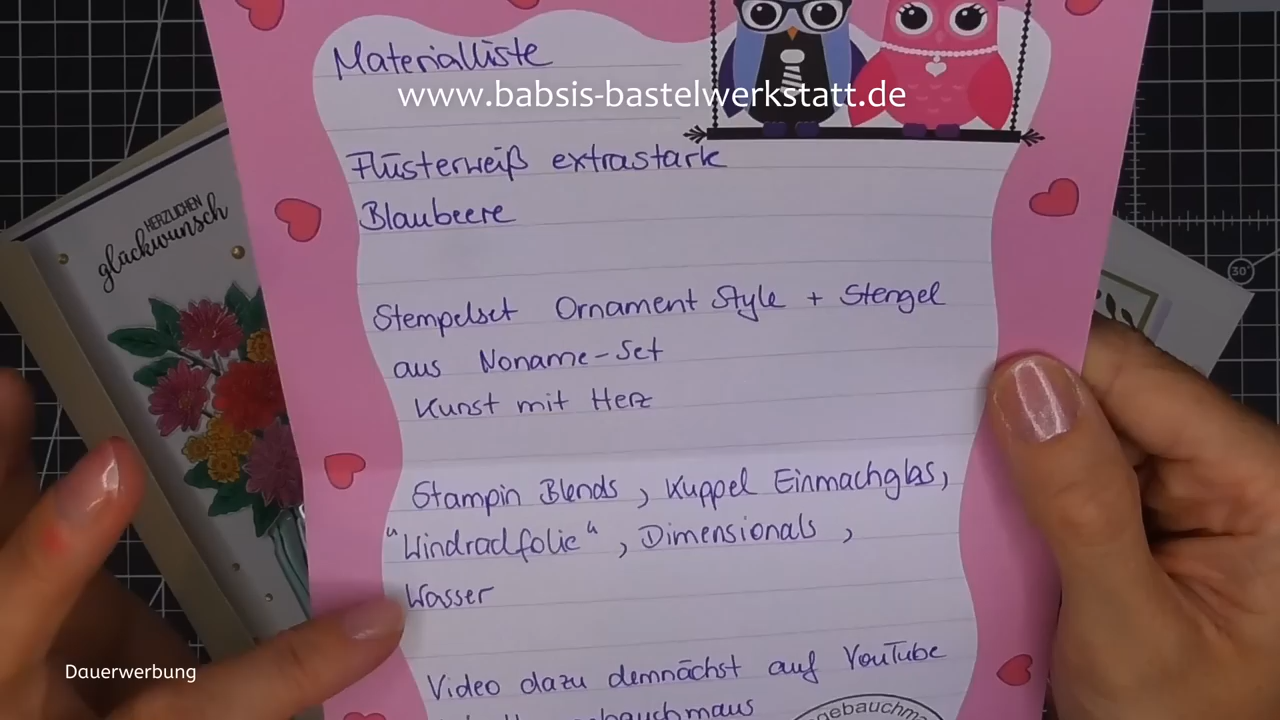 Materialliste
www.babsis-bastelwerkstatt.de
Flüsterweiß extrastark
Blaubeere
HERZLICHEN
glückwunsch
30°
Stempelset Ornament Style + Stengel
aus Noname-Set
Kunst mit Herz
Stampin Blends, Kuppel Einmachglas,
"Windradfolie", Dimensionals,
Wasser
Video dazu demnächst auf YouTube
Dauerwerbung